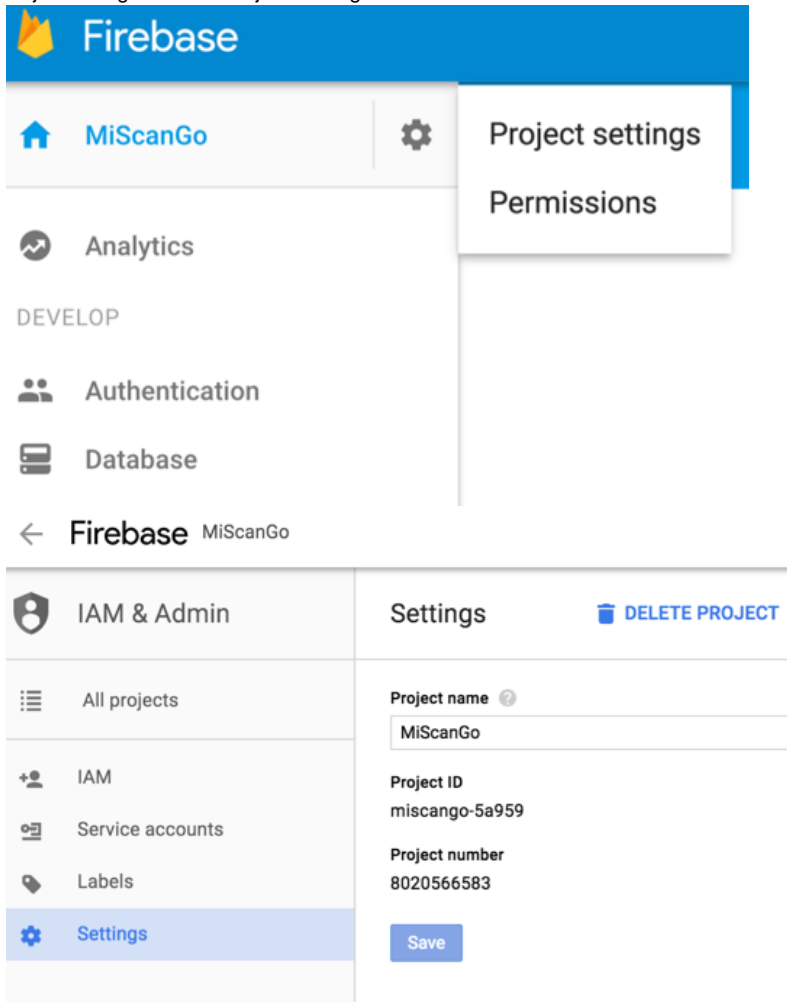 Firebase
MiScanGo
Project settings
Permissions
Analytics
DEVELOP
Authentication
Database
Firebase MiScanGo
IAM & Admin
Settings
DELETE PROJECT
All projects
Project name
MiScanGo
IAM
Project ID
miscango-5a959
Service accounts
Project number
8020566583
Labels
Settings
Save